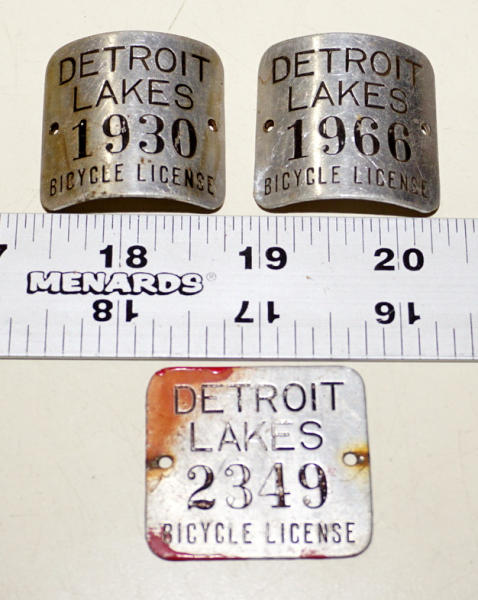 DETROIT
LAKES
1930
BICYCLE LICENSE
DETROIT
LAKES
1966
BICYCLE LICENSE
7 18 19 20
MENARDS®
18 17 16
DETROIT
LAKES
2349
BICYCLE LICENSE